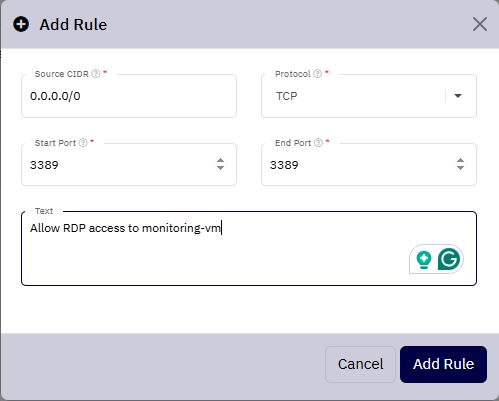 Add Rule
Source CIDR ? *
Protocol ? *
0.0.0.0/0
TCP
Start Port ? *
End Port ? *
3389
3389
Text
Allow RDP access to monitoring-vm
Cancel
Add Rule